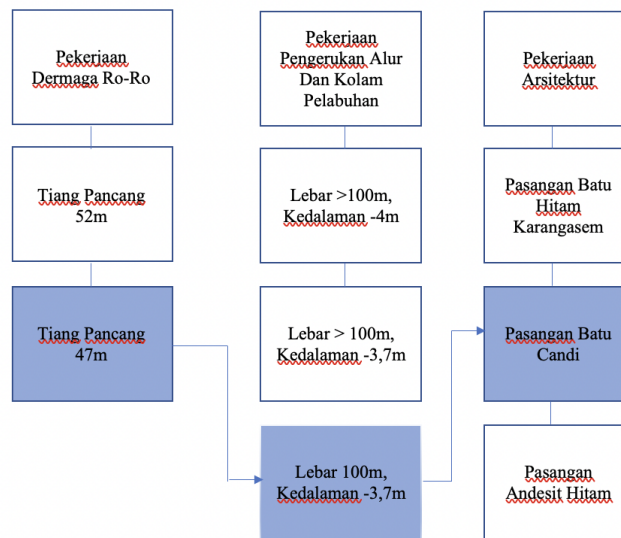 Pekerjaan
Dermaga Ro-Ro
Tiang Pancang
52m
Tiang Pancang
47m
Pekerjaan
Pengerukan Alur
Dan Kolam
Pelabuhan
Lebar >100m,
Kedalaman -4m
Lebar > 100m,
Kedalaman -3,7m
Lebar 100m,
Kedalaman -3,7m
Pekerjaan
Arsitektur
Pasangan Batu
Hitam
Karangasem
Pasangan Batu
Candi
Pasangan
Andesit Hitam